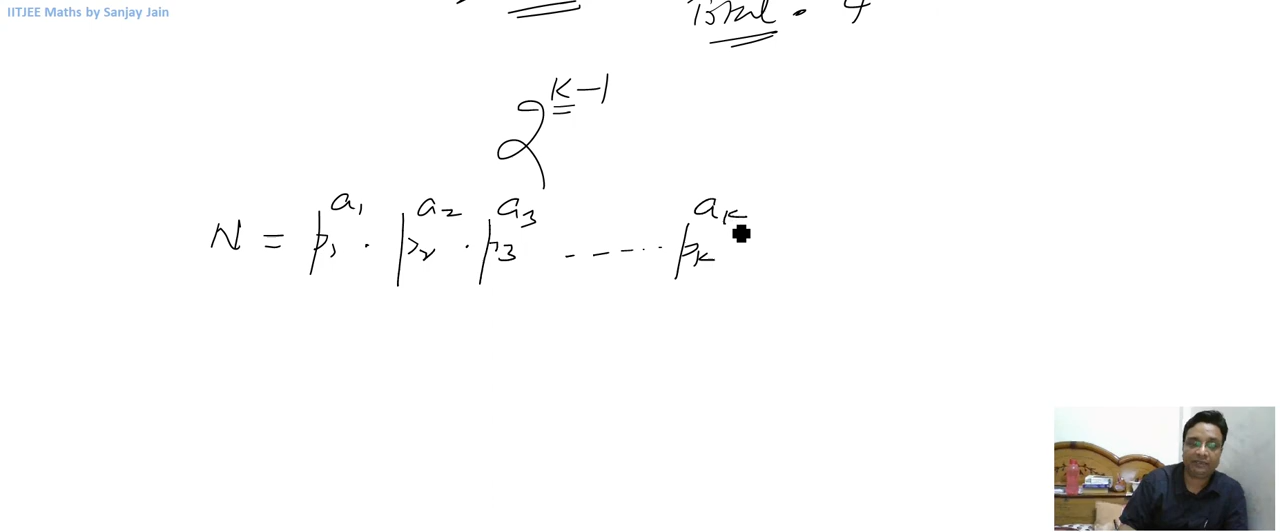 IITJEE Maths by Sanjay Jain
Total = 4
2^{k-1}
N = p_1^{a_1} . p_2^{a_2} . p_3^{a_3} ------ p_k^{a_k}